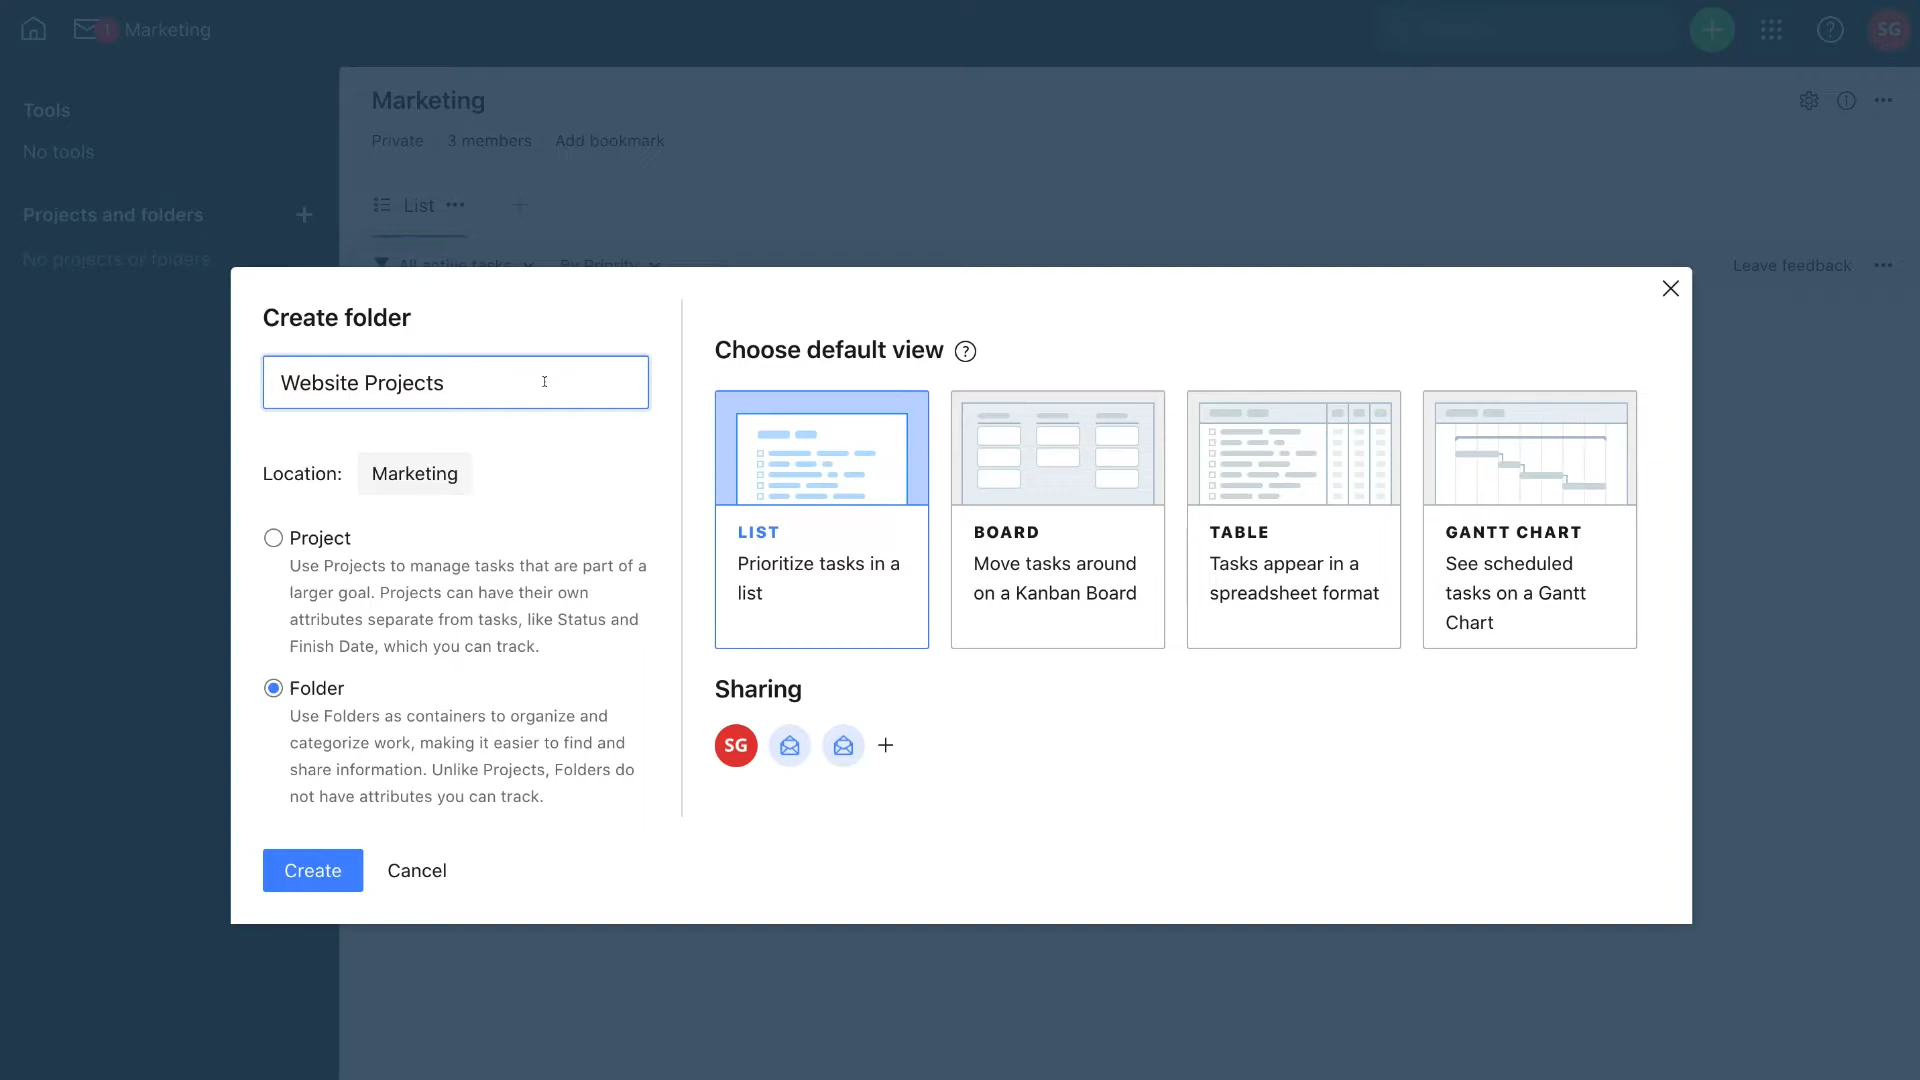 1 Marketing
SG
Tools
No tools
Projects and folders
No projects or folders
Marketing
Private 3 members Add bookmark
List
All active tasks By Priority
Leave feedback
Create folder
Website Projects
Location: Marketing
Project
Use Projects to manage tasks that are part of a
larger goal. Projects can have their own
attributes separate from tasks, like Status and
Finish Date, which you can track.
Folder
Use Folders as containers to organize and
categorize work, making it easier to find and
share information. Unlike Projects, Folders do
not have attributes you can track.
Create Cancel
Choose default view ?
LIST
Prioritize tasks in a
list
BOARD
Move tasks around
on a Kanban Board
TABLE
Tasks appear in a
spreadsheet format
GANTT CHART
See scheduled
tasks on a Gantt
Chart
Sharing
SG